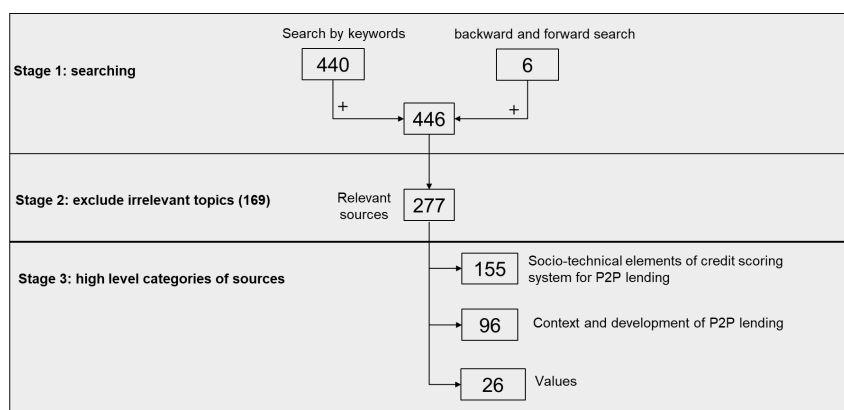 Search by keywords
backward and forward search
440
6
Stage 1: searching
+
+
446
Stage 2: exclude irrelevant topics (169)
Relevant
sources
277
Stage 3: high level categories of sources
155
Socio-technical elements of credit scoring
system for P2P lending
96
Context and development of P2P lending
26
Values